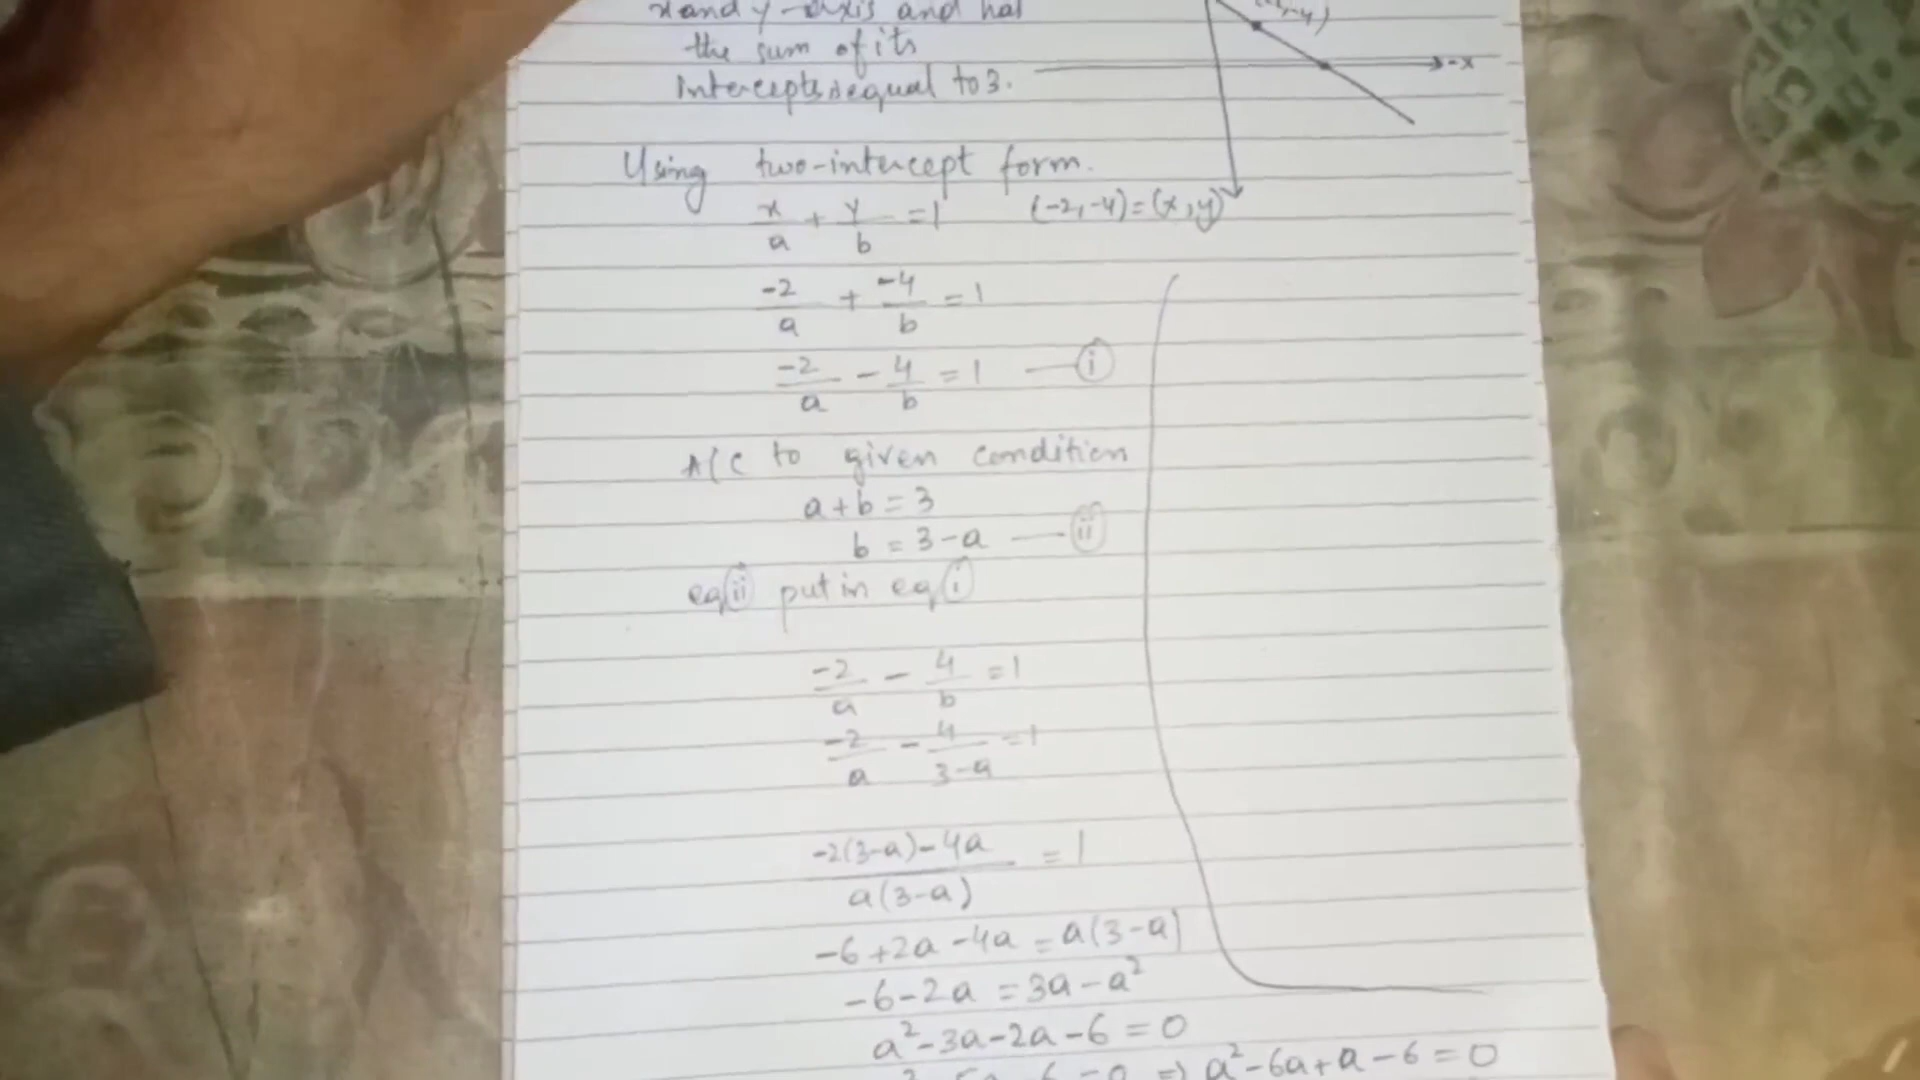 x and y-axis and has
the sum of its
intercepts equal to 3.
-x
Using two-intercept form.
x/a + y/b = 1 (-2,-4)=(x,y)
-2/a + -4/b = 1
-2/a - 4/b = 1 — (i)
A/C to given condition
a+b = 3
b = 3-a — (ii)
eq(ii) put in eq(i)
-2/a - 4/b = 1
-2/a - 4/3-a = 1
-2(3-a)-4a/a(3-a) = 1
-6+2a-4a = a(3-a)
-6-2a = 3a-a²
a²-3a-2a-6 = 0
⇒ a²-6a+a-6 = 0